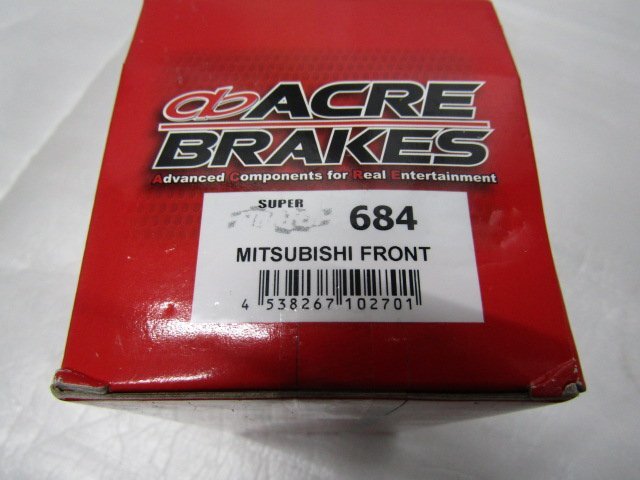 ACRE
BRAKES
Advanced Components for Real Entertainment
SUPER
684
MITSUBISHI FRONT
4 538267 102701